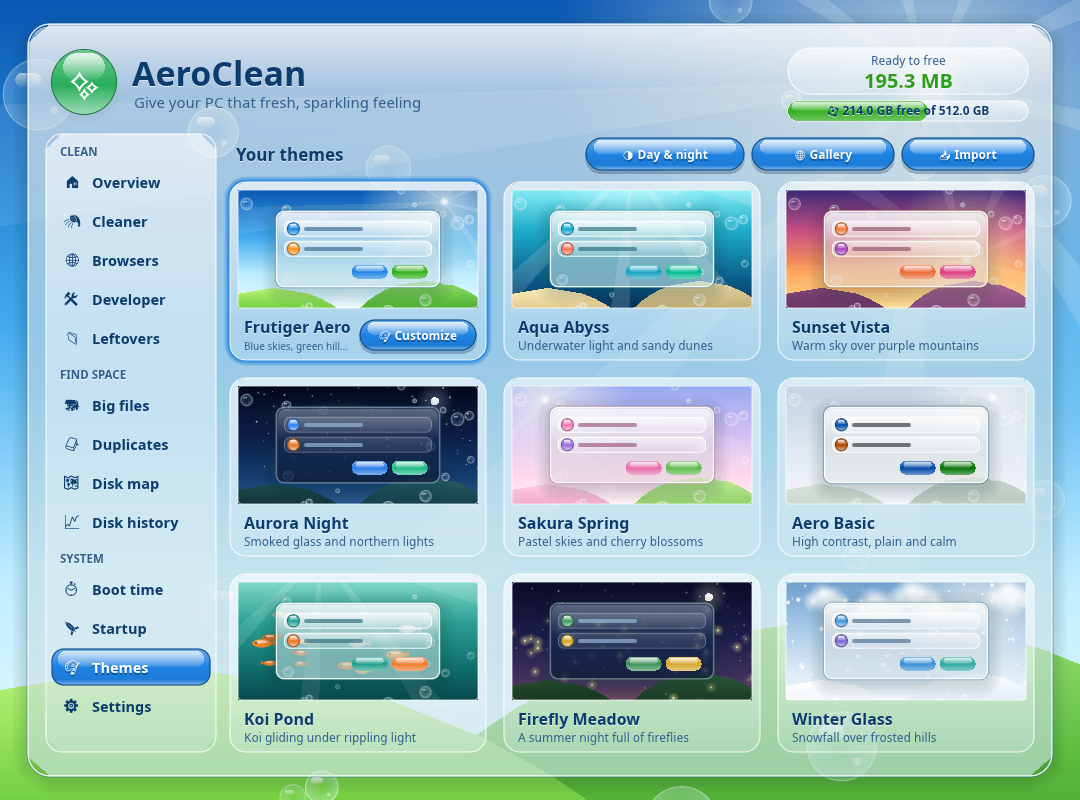 AeroClean
Give your PC that fresh, sparkling feeling
Ready to free
195.3 MB
214.0 GB free of 512.0 GB
CLEAN
Overview
Cleaner
Browsers
Developer
Leftovers
FIND SPACE
Big files
Duplicates
Disk map
Disk history
SYSTEM
Boot time
Startup
Themes
Settings
Your themes
Day & night
Gallery
Import
Frutiger Aero
Blue skies, green hill...
Customize
Aqua Abyss
Underwater light and sandy dunes
Sunset Vista
Warm sky over purple mountains
Aurora Night
Smoked glass and northern lights
Sakura Spring
Pastel skies and cherry blossoms
Aero Basic
High contrast, plain and calm
Koi Pond
Koi gliding under rippling light
Firefly Meadow
A summer night full of fireflies
Winter Glass
Snowfall over frosted hills